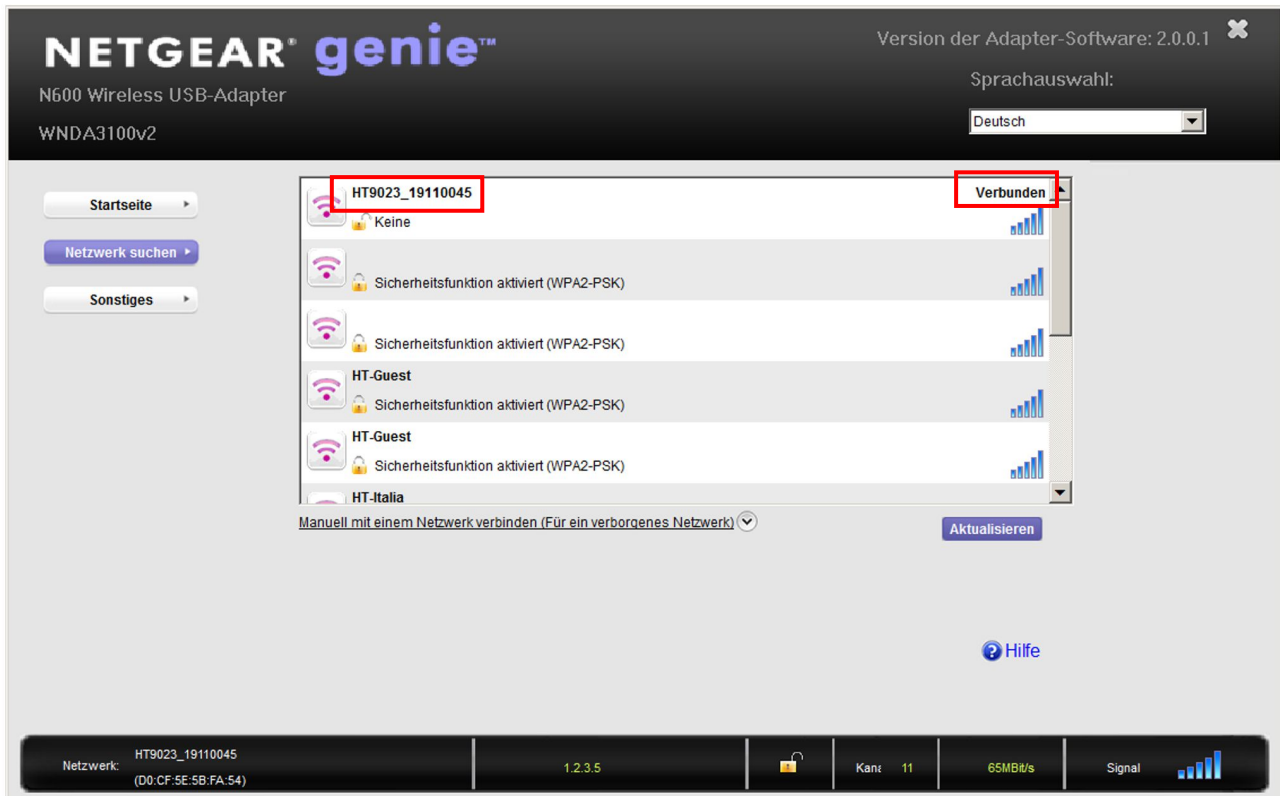 NETGEAR® genie™
Version der Adapter-Software: 2.0.0.1
N600 Wireless USB-Adapter
Sprachauswahl:
WNDA3100v2
Deutsch
Startseite
Netzwerk suchen
Sonstiges
HT9023_19110045 Verbunden
Keine
Sicherheitsfunktion aktiviert (WPA2-PSK)
Sicherheitsfunktion aktiviert (WPA2-PSK)
HT-Guest
Sicherheitsfunktion aktiviert (WPA2-PSK)
HT-Guest
Sicherheitsfunktion aktiviert (WPA2-PSK)
HT-Italia
Manuell mit einem Netzwerk verbinden (Für ein verborgenes Netzwerk)
Aktualisieren
Hilfe
Netzwerk: HT9023_19110045
(D0:CF:5E:5B:FA:54)
1.2.3.5
Kana 11
65MBit/s
Signal